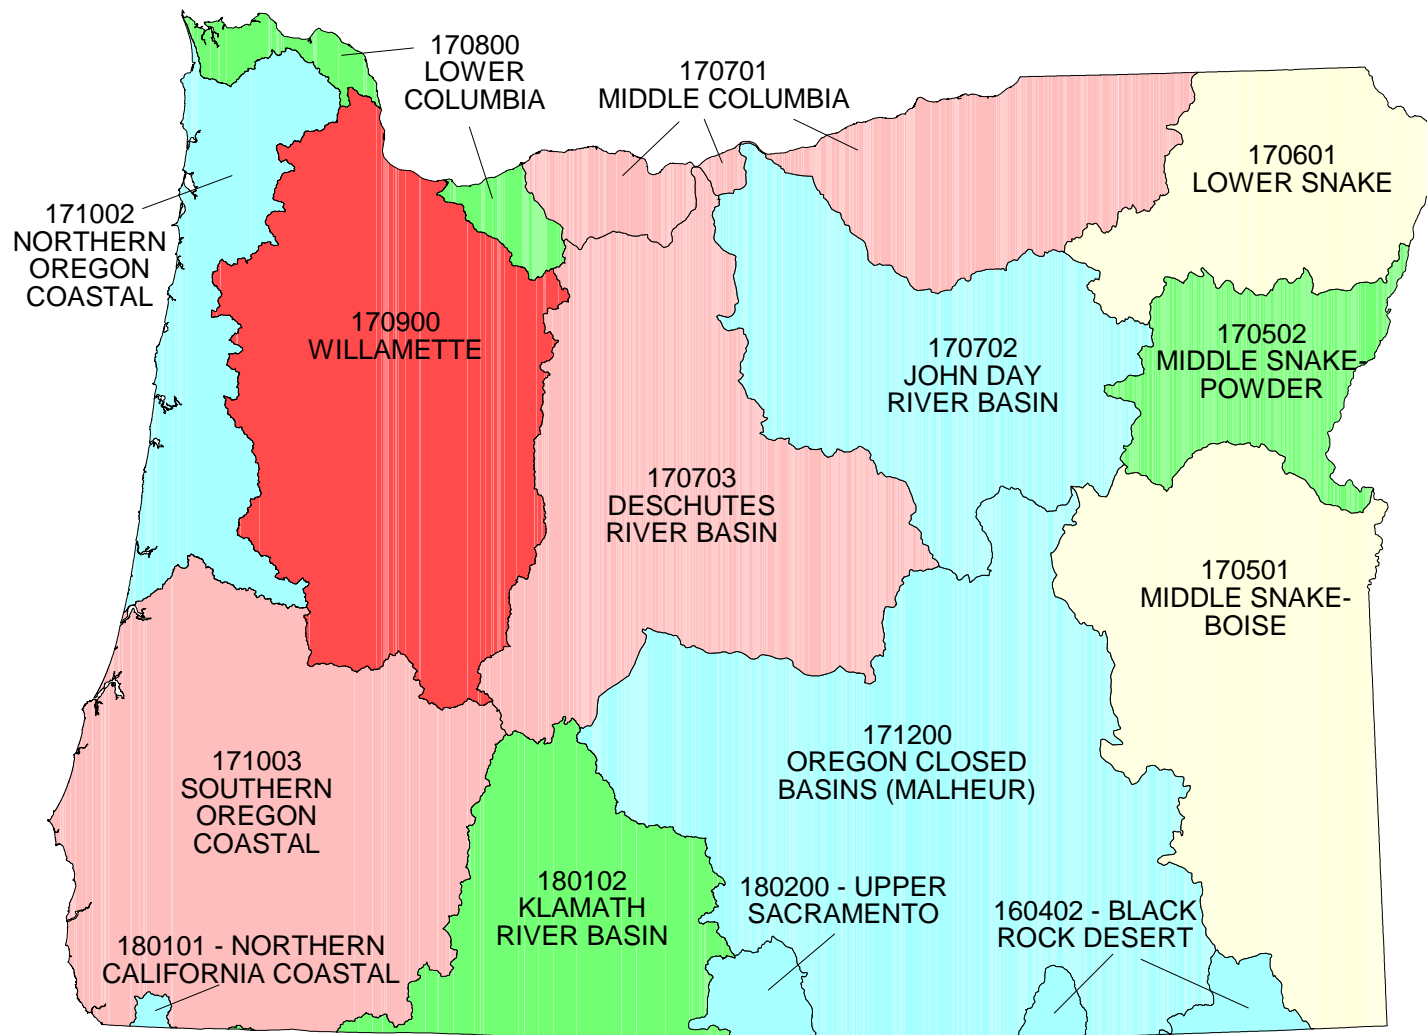 170800
LOWER
COLUMBIA
170701
MIDDLE COLUMBIA
170601
LOWER SNAKE
171002
NORTHERN
OREGON
COASTAL
170900
WILLAMETTE
170702
JOHN DAY
RIVER BASIN
170502
MIDDLE SNAKE-
POWDER
170703
DESCHUTES
RIVER BASIN
170501
MIDDLE SNAKE-
BOISE
171003
SOUTHERN
OREGON
COASTAL
171200
OREGON CLOSED
BASINS (MALHEUR)
180102
KLAMATH
RIVER BASIN
180200 - UPPER
SACRAMENTO
160402 - BLACK
ROCK DESERT
180101 - NORTHERN
CALIFORNIA COASTAL